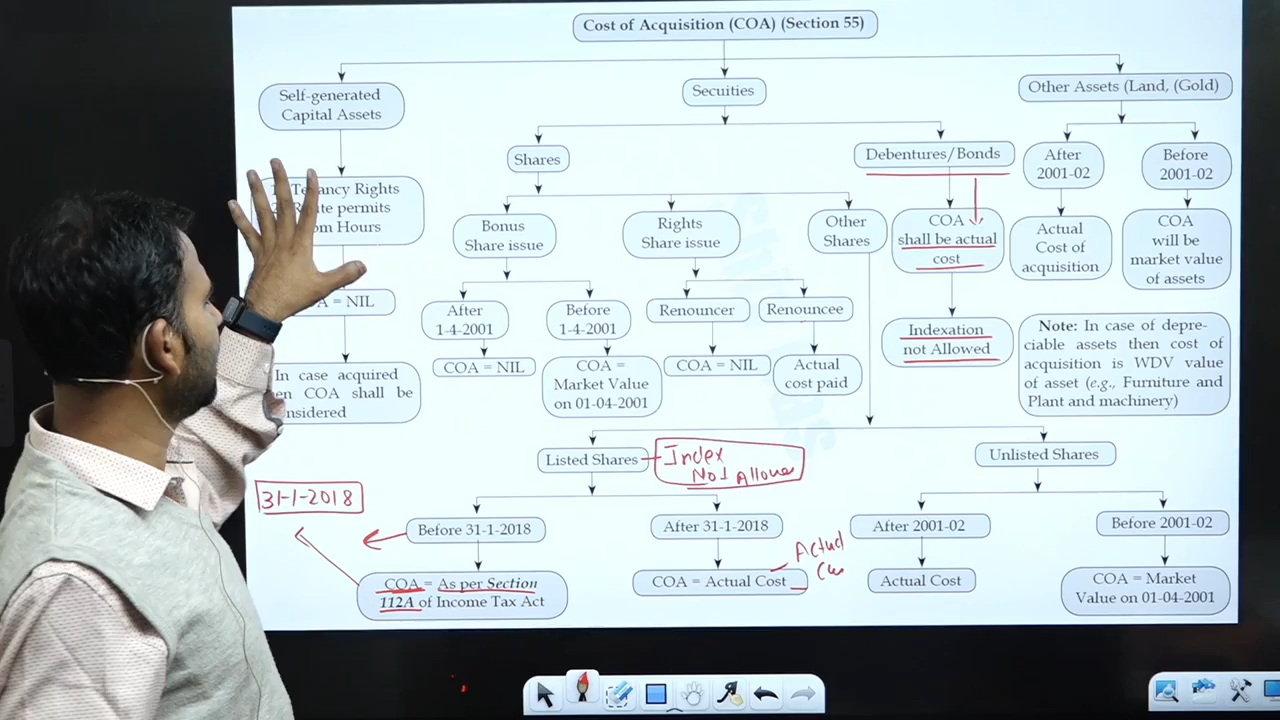 Cost of Acquisition (COA) (Section 55)
Self-generated
Capital Assets
Secuities
Other Assets (Land, (Gold)
Shares
Debentures/Bonds
After
2001-02
Before
2001-02
Tenancy Rights
permits
Hours
Bonus
Share issue
Rights
Share issue
Other
Shares
COA
shall be actual
cost
Actual
Cost of
acquisition
COA
will be
market value
of assets
= NIL
After
1-4-2001
Before
1-4-2001
Renouncer
Renouncee
Indexation
not Allowed
COA = NIL
COA =
Market Value
on 01-04-2001
COA = NIL
Actual
cost paid
Note: In case of depre-
ciable assets then cost of
acquisition is WDV value
of asset (e.g., Furniture and
Plant and machinery)
In case acquired
COA shall be
Listed Shares
Index
Not
Unlisted Shares
31-1-2018
Before 31-1-2018
After 31-1-2018
After 2001-02
Before 2001-02
Actual
COA = As per Section
112A of Income Tax Act
COA = Actual Cost
Actual Cost
COA = Market
Value on 01-04-2001